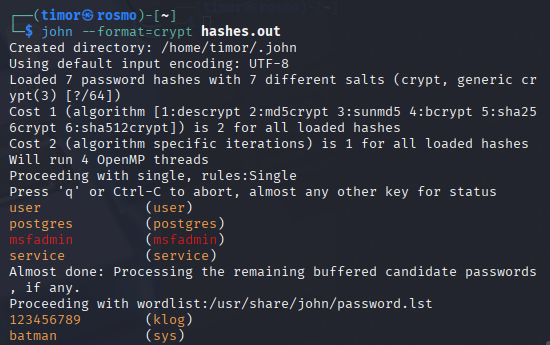 ┌──(timor㉿rosmo)-[~]
└─$ john --format=crypt hashes.out
Created directory: /home/timor/.john
Using default input encoding: UTF-8
Loaded 7 password hashes with 7 different salts (crypt, generic cr
ypt(3) [?/64])
Cost 1 (algorithm [1:descrypt 2:md5crypt 3:sunmd5 4:bcrypt 5:sha25
6crypt 6:sha512crypt]) is 2 for all loaded hashes
Cost 2 (algorithm specific iterations) is 1 for all loaded hashes
Will run 4 OpenMP threads
Proceeding with single, rules:Single
Press 'q' or Ctrl-C to abort, almost any other key for status
user             (user)
postgres         (postgres)
msfadmin         (msfadmin)
service          (service)
Almost done: Processing the remaining buffered candidate passwords
, if any.
Proceeding with wordlist:/usr/share/john/password.lst
123456789        (klog)
batman           (sys)